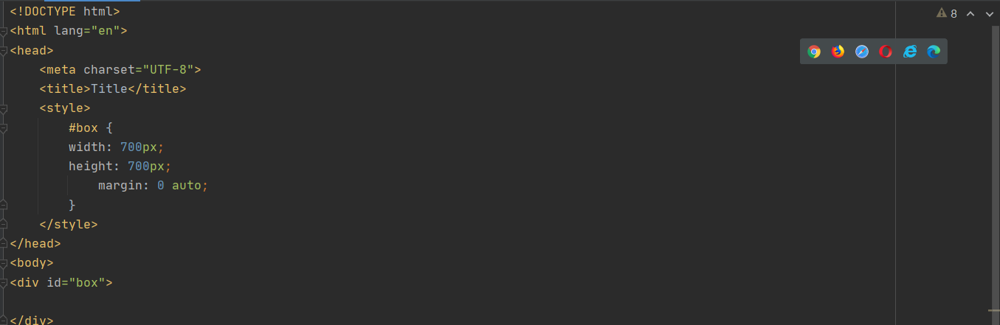 <!DOCTYPE html>
8
<html lang="en">
<head>
    <meta charset="UTF-8">
    <title>Title</title>
    <style>
        #box {
        width: 700px;
        height: 700px;
            margin: 0 auto;
        }
    </style>
</head>
<body>
<div id="box">
</div>